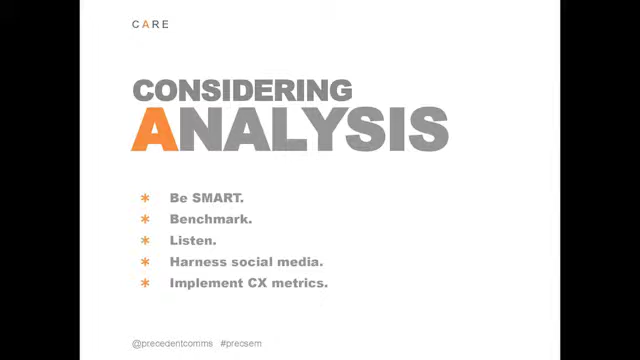 CARE
CONSIDERING
ANALYSIS
* Be SMART.
* Benchmark.
* Listen.
* Harness social media.
* Implement CX metrics.
@precedentcomms #precsem